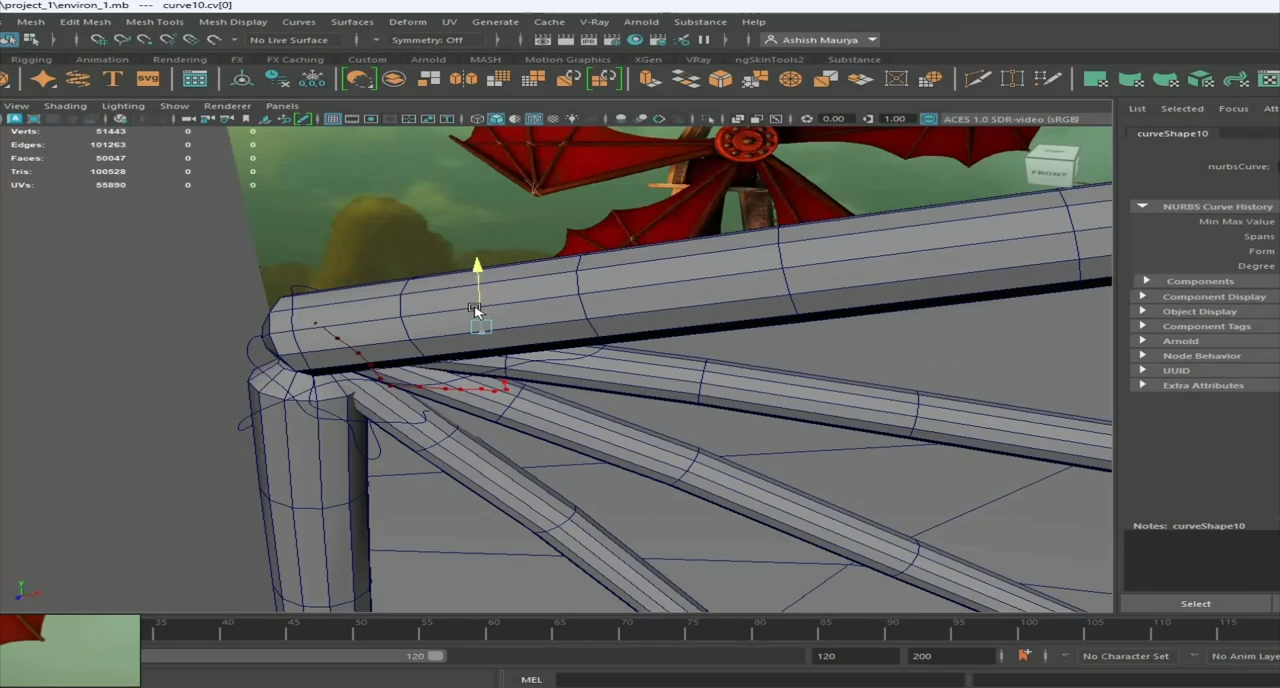 \project_1\environ_1.mb --- curve10.cv[0]
Mesh Edit Mesh Mesh Tools Mesh Display Curves Surfaces Deform UV Generate Cache V-Ray Arnold Substance Help
No Live Surface Symmetry: Off Ashish Maurya
Rigging Animation Rendering FX FX Caching Custom Arnold MASH Motion Graphics XGen VRay ngSkinTools2 Substance
T svg 0,0,0
View Shading Lighting Show Renderer Panels List Selected Focus Att
0.00 1.00 ACES 1.0 SDR-video (sRGB)
Verts: 51443 0 0
Edges: 101263 0 0
Faces: 50047 0 0
Tris: 100528 0 0
UVs: 55890 0 0
FRONT
curveShape10
nurbsCurve:
NURBS Curve History
Min Max Value
Spans
Form
Degree
Components
Component Display
Object Display
Component Tags
Arnold
Node Behavior
UUID
Extra Attributes
Notes: curveShape10
Select
35 40 45 50 55 60 65 70 75 80 85 90 95 100 105 110 115
120 120 200 No Character Set No Anim Laye
MEL